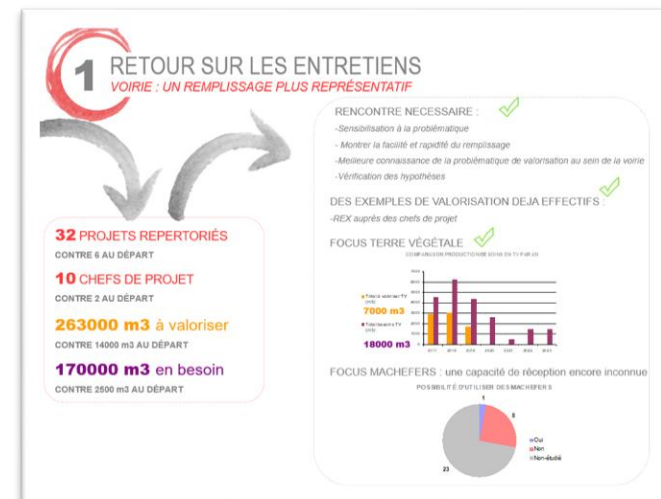 1
RETOUR SUR LES ENTRETIENS
VOIRIE : UN REMPLISSAGE PLUS REPRÉSENTATIF
32 PROJETS REPERTORIÉS
CONTRE 6 AU DÉPART
10 CHEFS DE PROJET
CONTRE 2 AU DÉPART
263000 m3 à valoriser
CONTRE 14000 m3 AU DÉPART
170000 m3 en besoin
CONTRE 2500 m3 AU DÉPART
RENCONTRE NECESSAIRE :
-Sensibilisation à la problématique
- Montrer la facilité et rapidité du remplissage
-Meilleure connaissance de la problématique de valorisation au sein de la voirie
-Vérification des hypothèses
DES EXEMPLES DE VALORISATION DEJA EFFECTIFS :
-REX auprès des chefs de projet
FOCUS TERRE VÉGÉTALE
7000 m3
18000 m3
FOCUS MACHEFERS : une capacité de réception encore inconnue
POSSIBILITÉ D'UTILISER DES MACHEFERS
1
23
Oui
Non
Non-étudié